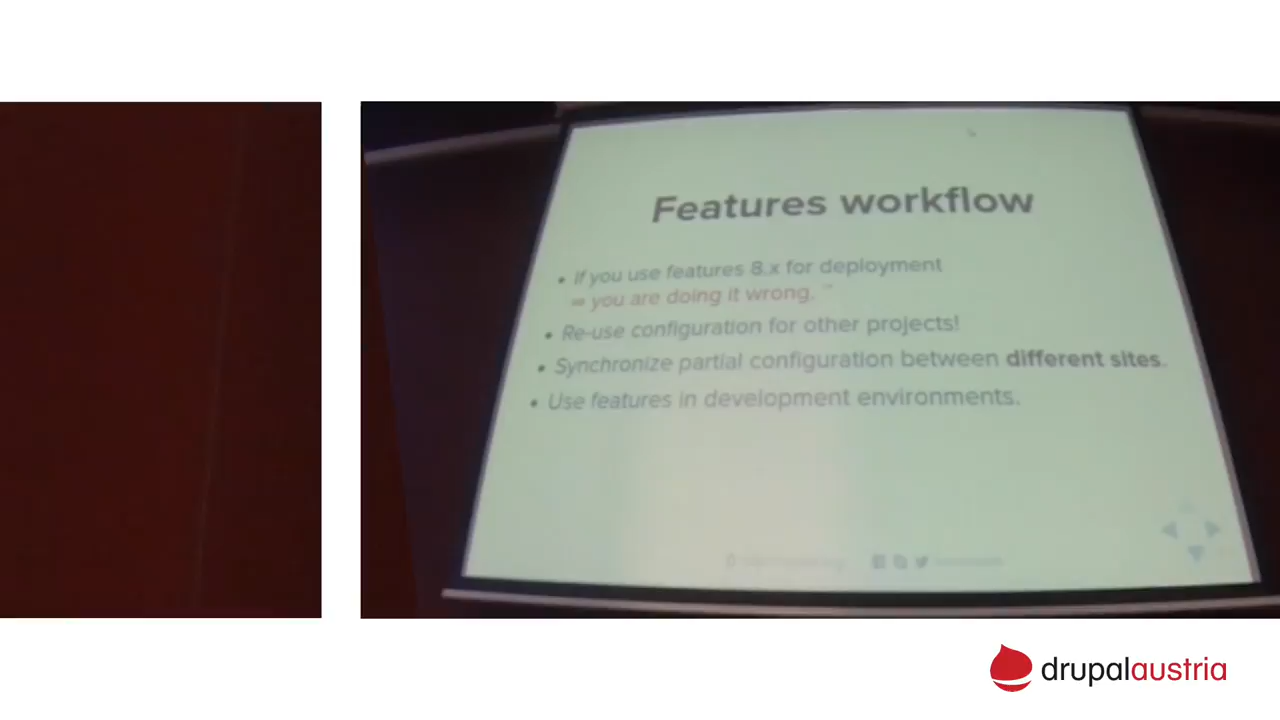 Features workflow
• If you use features 8.x for deployment
⇒ you are doing it wrong. ™
• Re-use configuration for other projects!
• Synchronize partial configuration between different sites.
• Use features in development environments.
drupalaustria